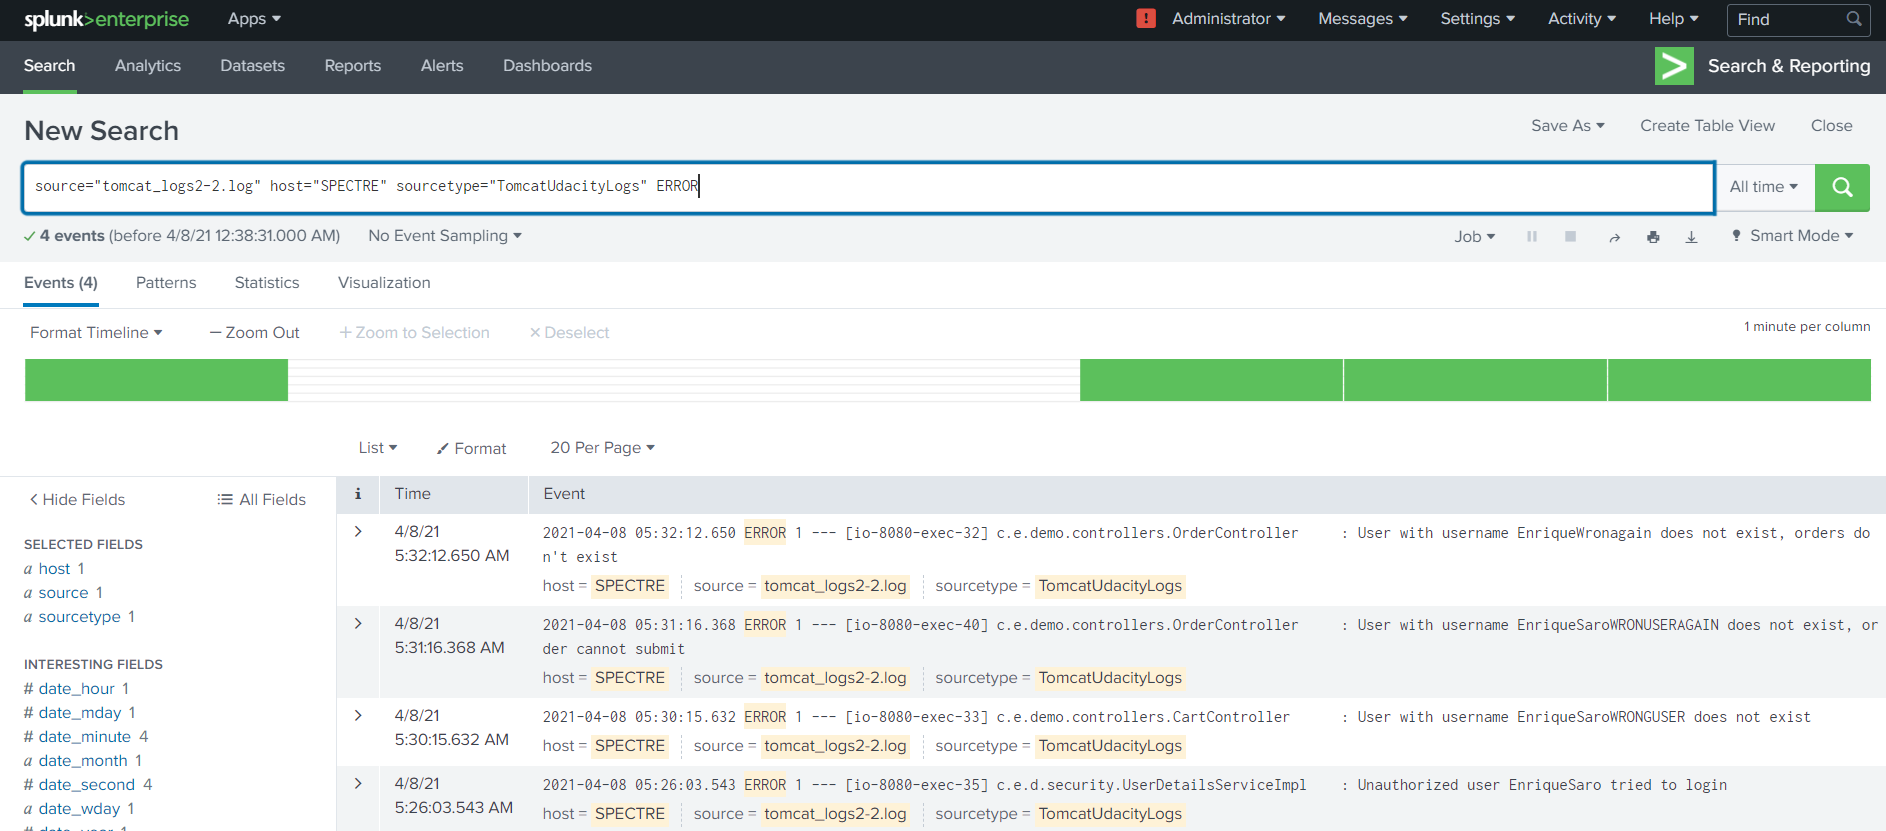 splunk>enterprise Apps ! Administrator Messages Settings Activity Help Find
Search Analytics Datasets Reports Alerts Dashboards > Search & Reporting
New Search Save As Create Table View Close
source="tomcat_logs2-2.log" host="SPECTRE" sourcetype="TomcatUdacityLogs" ERROR All time
✓ 4 events (before 4/8/21 12:38:31.000 AM) No Event Sampling Job Smart Mode
Events (4) Patterns Statistics Visualization
Format Timeline — Zoom Out + Zoom to Selection × Deselect 1 minute per column
List Format 20 Per Page
< Hide Fields All Fields
SELECTED FIELDS
a host 1
a source 1
a sourcetype 1
INTERESTING FIELDS
# date_hour 1
# date_mday 1
# date_minute 4
a date_month 1
# date_second 4
a date_wday 1
# date_year 1
i Time Event
> 4/8/21 2021-04-08 05:32:12.650 ERROR 1 --- [io-8080-exec-32] c.e.demo.controllers.OrderController : User with username EnriqueWronagain does not exist, orders do
5:32:12.650 AM n't exist
host = SPECTRE source = tomcat_logs2-2.log sourcetype = TomcatUdacityLogs
> 4/8/21 2021-04-08 05:31:16.368 ERROR 1 --- [io-8080-exec-40] c.e.demo.controllers.OrderController : User with username EnriqueSaroWRONUSERAGAIN does not exist, or
5:31:16.368 AM der cannot submit
host = SPECTRE source = tomcat_logs2-2.log sourcetype = TomcatUdacityLogs
> 4/8/21 2021-04-08 05:30:15.632 ERROR 1 --- [io-8080-exec-33] c.e.demo.controllers.CartController : User with username EnriqueSaroWRONGUSER does not exist
5:30:15.632 AM host = SPECTRE source = tomcat_logs2-2.log sourcetype = TomcatUdacityLogs
> 4/8/21 2021-04-08 05:26:03.543 ERROR 1 --- [io-8080-exec-35] c.e.d.security.UserDetailsServiceImpl : Unauthorized user EnriqueSaro tried to login
5:26:03.543 AM host = SPECTRE source = tomcat_logs2-2.log sourcetype = TomcatUdacityLogs